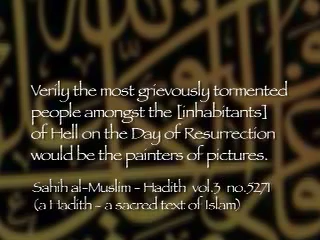 Verily the most grievously tormented
people amongst the [inhabitants]
of Hell on the Day of Resurrection
would be the painters of pictures.
Sahih al-Muslim - Hadith vol.3 no.5271
(a Hadith - a sacred text of Islam)